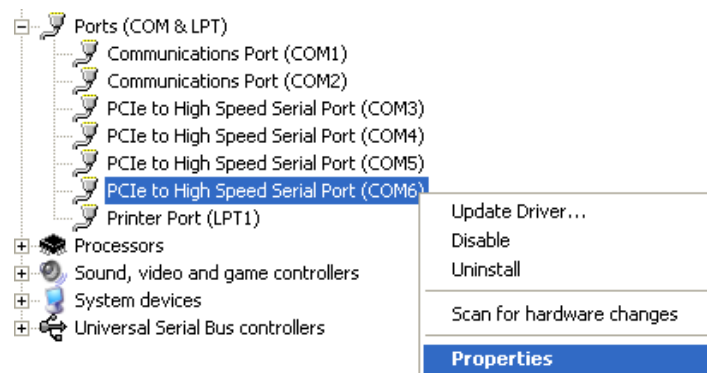 Ports (COM & LPT)
Communications Port (COM1)
Communications Port (COM2)
PCIe to High Speed Serial Port (COM3)
PCIe to High Speed Serial Port (COM4)
PCIe to High Speed Serial Port (COM5)
PCIe to High Speed Serial Port (COM6)
Printer Port (LPT1)
Processors
Sound, video and game controllers
System devices
Universal Serial Bus controllers
Update Driver...
Disable
Uninstall
Scan for hardware changes
Properties